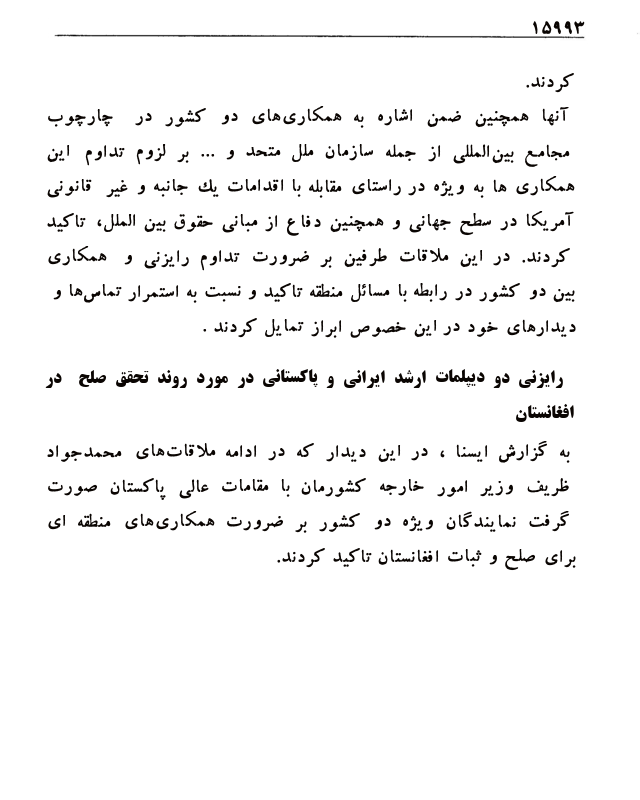 ۱۵۹۹۳
کردند.
آنها همچنین ضمن اشاره به همکاری‌های دو کشور در چارچوب
مجامع بین‌المللی از جمله سازمان ملل متحد و ... بر لزوم تداوم این
همکاری ها به ویژه در راستای مقابله با اقدامات یك جانبه و غیر قانونی
آمریکا در سطح جهانی و همچنین دفاع از مبانی حقوق بین الملل، تاکید
کردند. در این ملاقات طرفین بر ضرورت تداوم رایزنی و همکاری
بین دو کشور در رابطه با مسائل منطقه تاکید و نسبت به استمرار تماس‌ها و
دیدارهای خود در این خصوص ابراز تمایل کردند .
رایزنی دو دیپلمات ارشد ایرانی و پاکستانی در مورد روند تحقق صلح در
افغانستان
به گزارش ایسنا ، در این دیدار که در ادامه ملاقات‌های محمدجواد
ظریف وزیر امور خارجه کشورمان با مقامات عالی پاکستان صورت
گرفت نمایندگان ویژه دو کشور بر ضرورت همکاری‌های منطقه ای
برای صلح و ثبات افغانستان تاکید کردند.